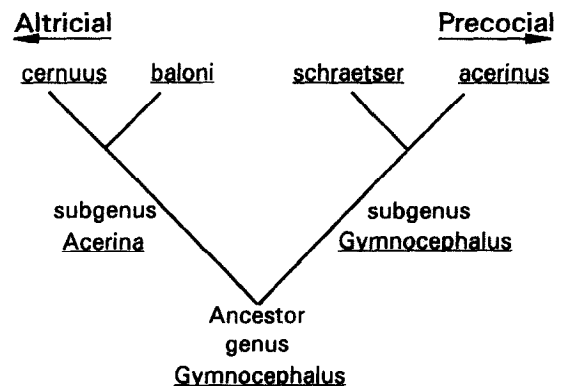 Altricial Precocial
cernuus baloni schraetser acerinus
subgenus subgenus
Acerina Gymnocephalus
Ancestor
genus
Gymnocephalus